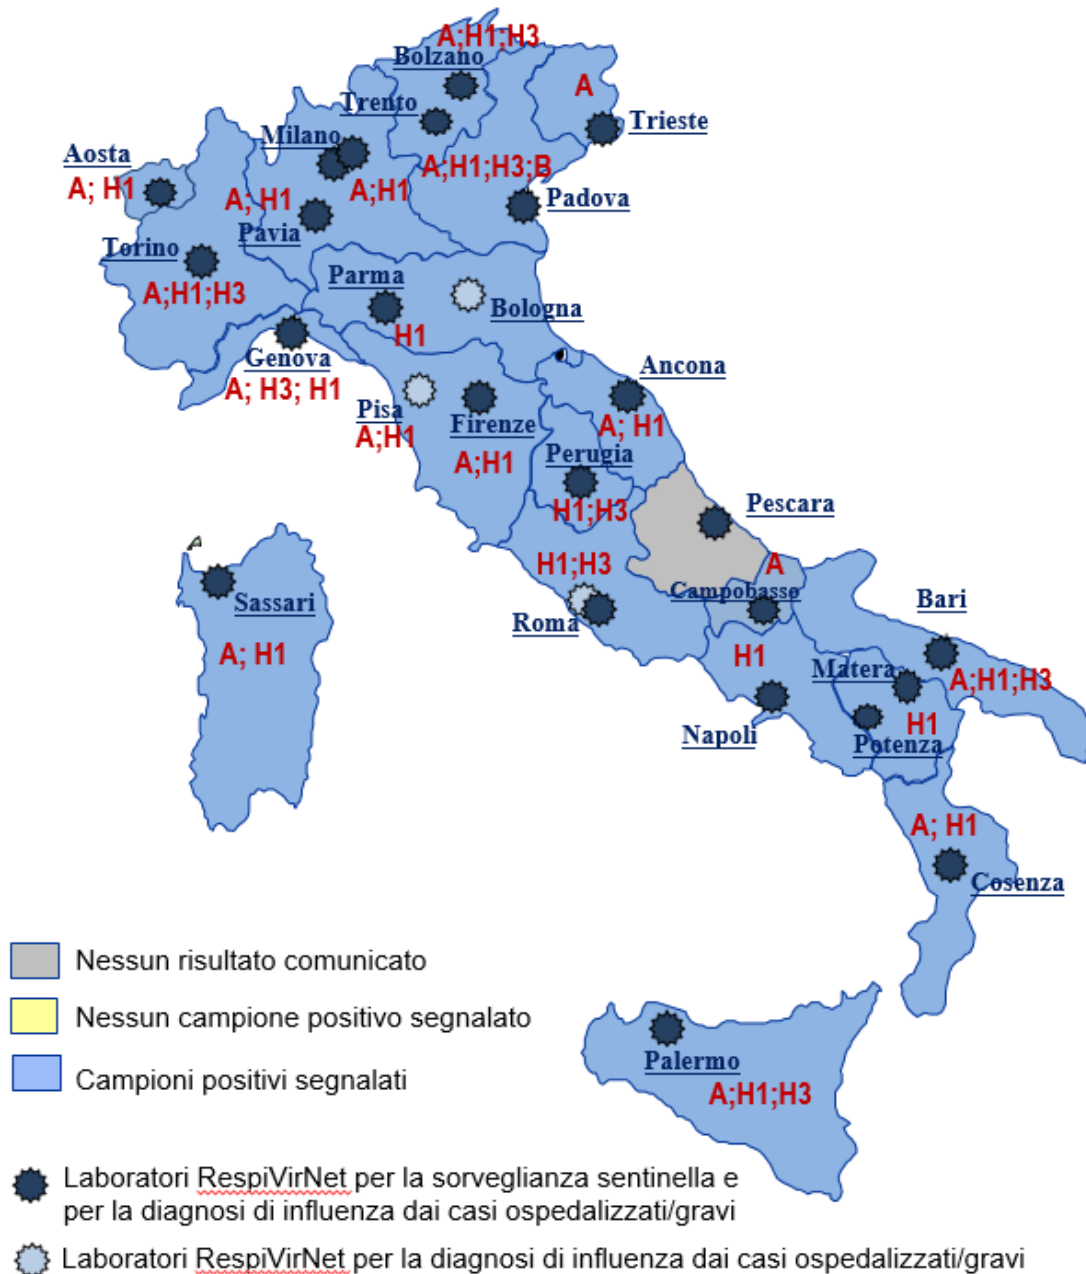 A;H1;H3
Bolzano
A
Trento
Trieste
Milano
Aosta
A; H1
A;H1;H3;B
A;H1
A; H1
Padova
Pavia
Torino
A;H1;H3
Parma
Bologna
H1
Genova
A; H3; H1
Ancona
A; H1
Pisa
A;H1
Firenze
A;H1
Perugia
H1;H3
Pescara
H1;H3
A
Campobasso
Bari
Sassari
Roma
A; H1
H1
Matera
A;H1;H3
H1
Napoli
Potenza
A; H1
Cosenza
Nessun risultato comunicato
Nessun campione positivo segnalato
Campioni positivi segnalati
Palermo
A;H1;H3
Laboratori RespiVirNet per la sorveglianza sentinella e
per la diagnosi di influenza dai casi ospedalizzati/gravi
Laboratori RespiVirNet per la diagnosi di influenza dai casi ospedalizzati/gravi